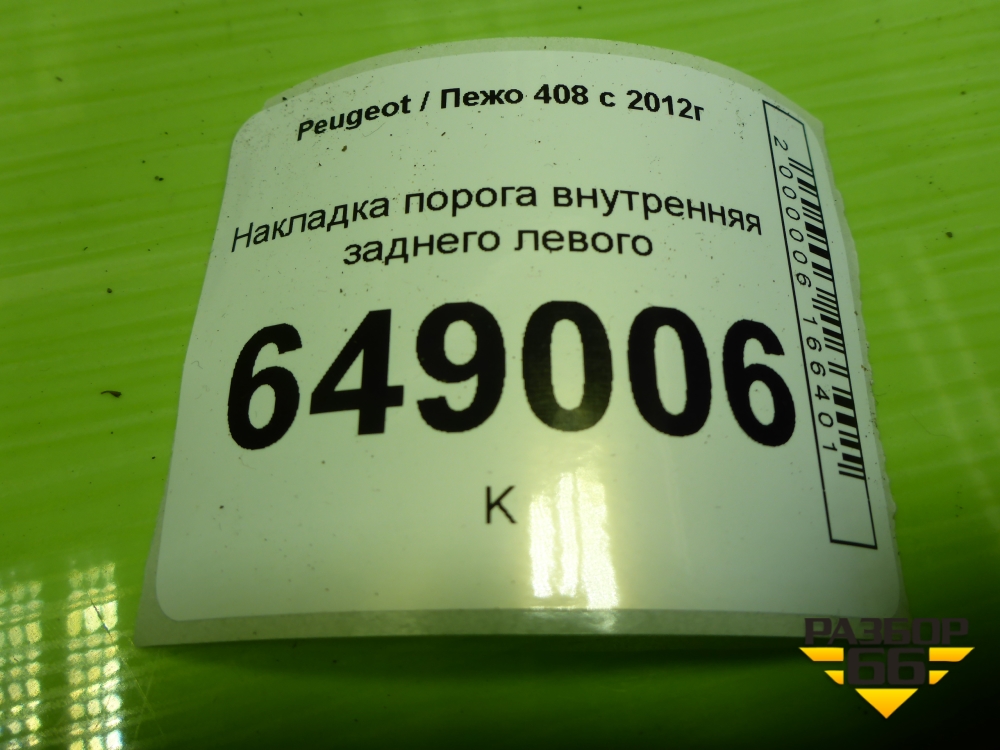 Peugeot / Пежо 408 с 2012г
Накладка порога внутренняя
заднего левого
649006
К
2000006166401
РАЗБОР
66